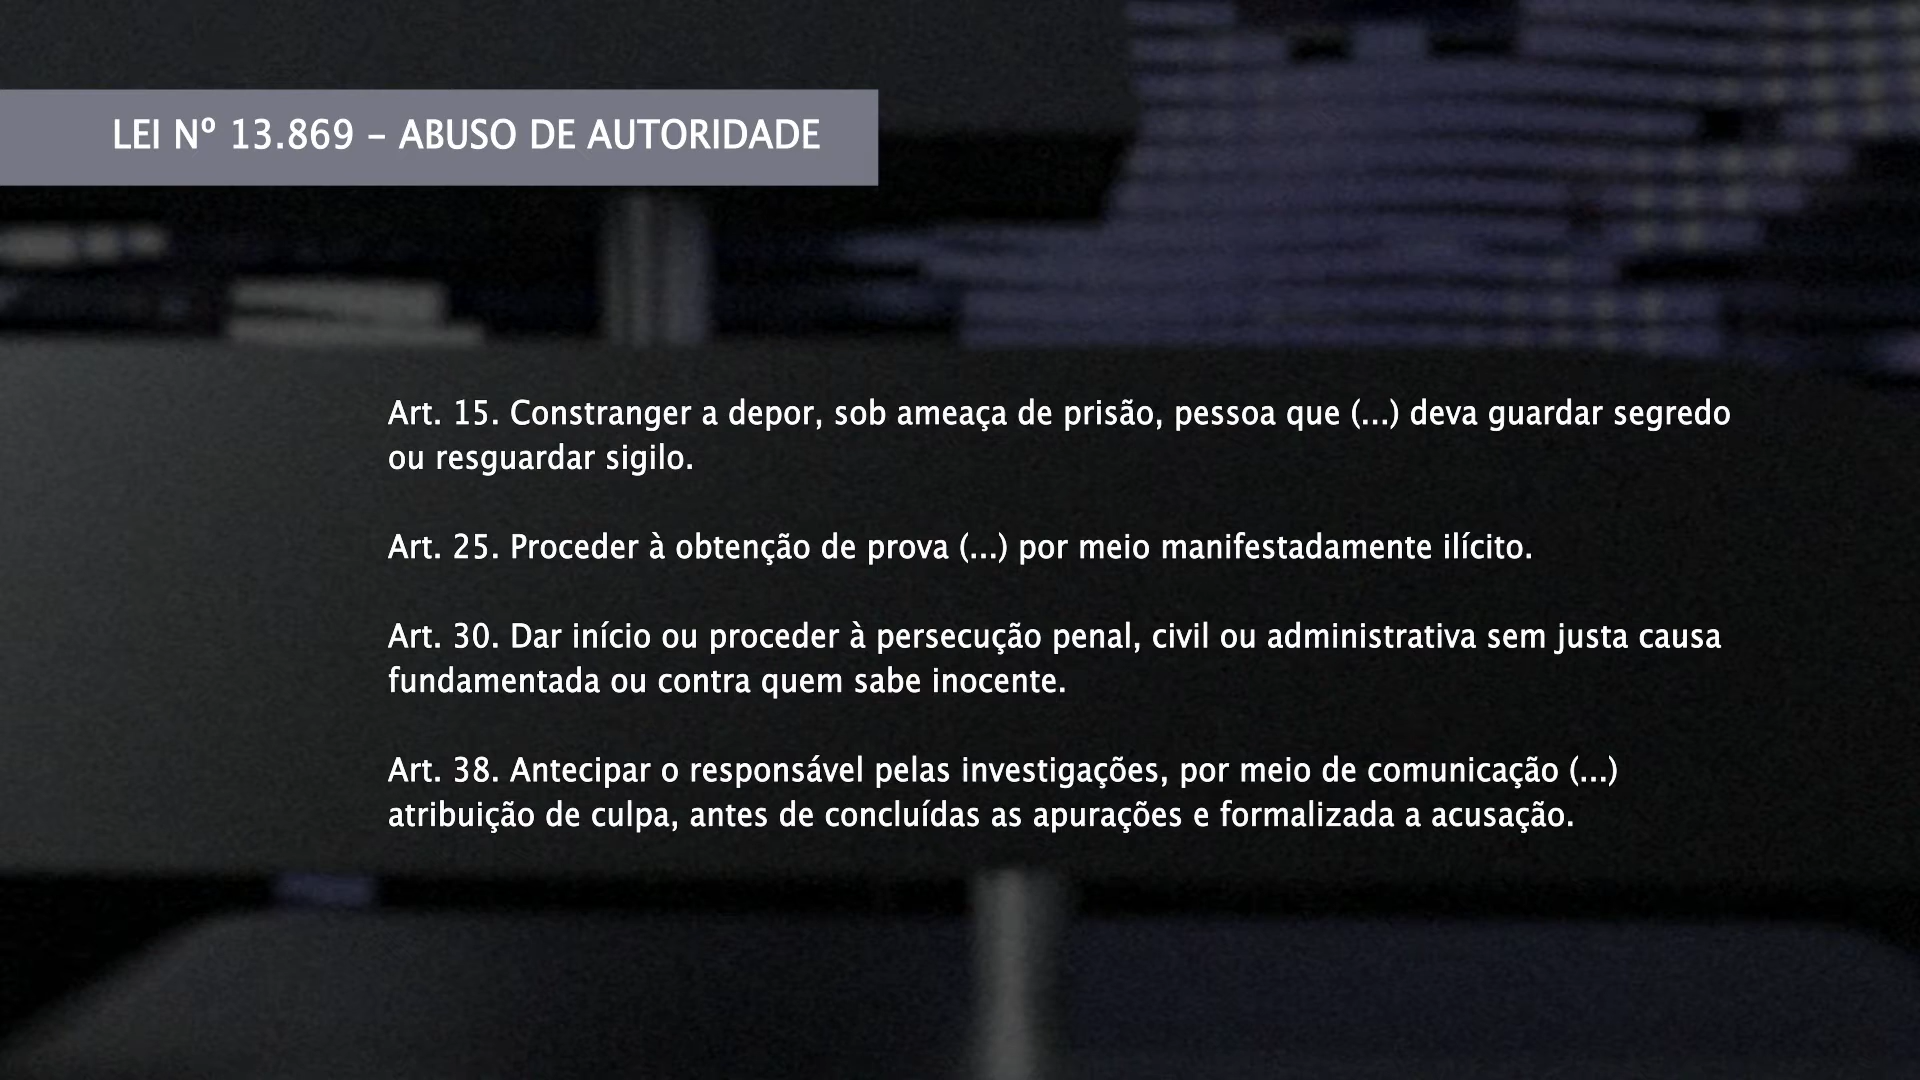 LEI Nº 13.869 – ABUSO DE AUTORIDADE
Art. 15. Constranger a depor, sob ameaça de prisão, pessoa que (...) deva guardar segredo
ou resguardar sigilo.
Art. 25. Proceder à obtenção de prova (...) por meio manifestadamente ilícito.
Art. 30. Dar início ou proceder à persecução penal, civil ou administrativa sem justa causa
fundamentada ou contra quem sabe inocente.
Art. 38. Antecipar o responsável pelas investigações, por meio de comunicação (...)
atribuição de culpa, antes de concluídas as apurações e formalizada a acusação.